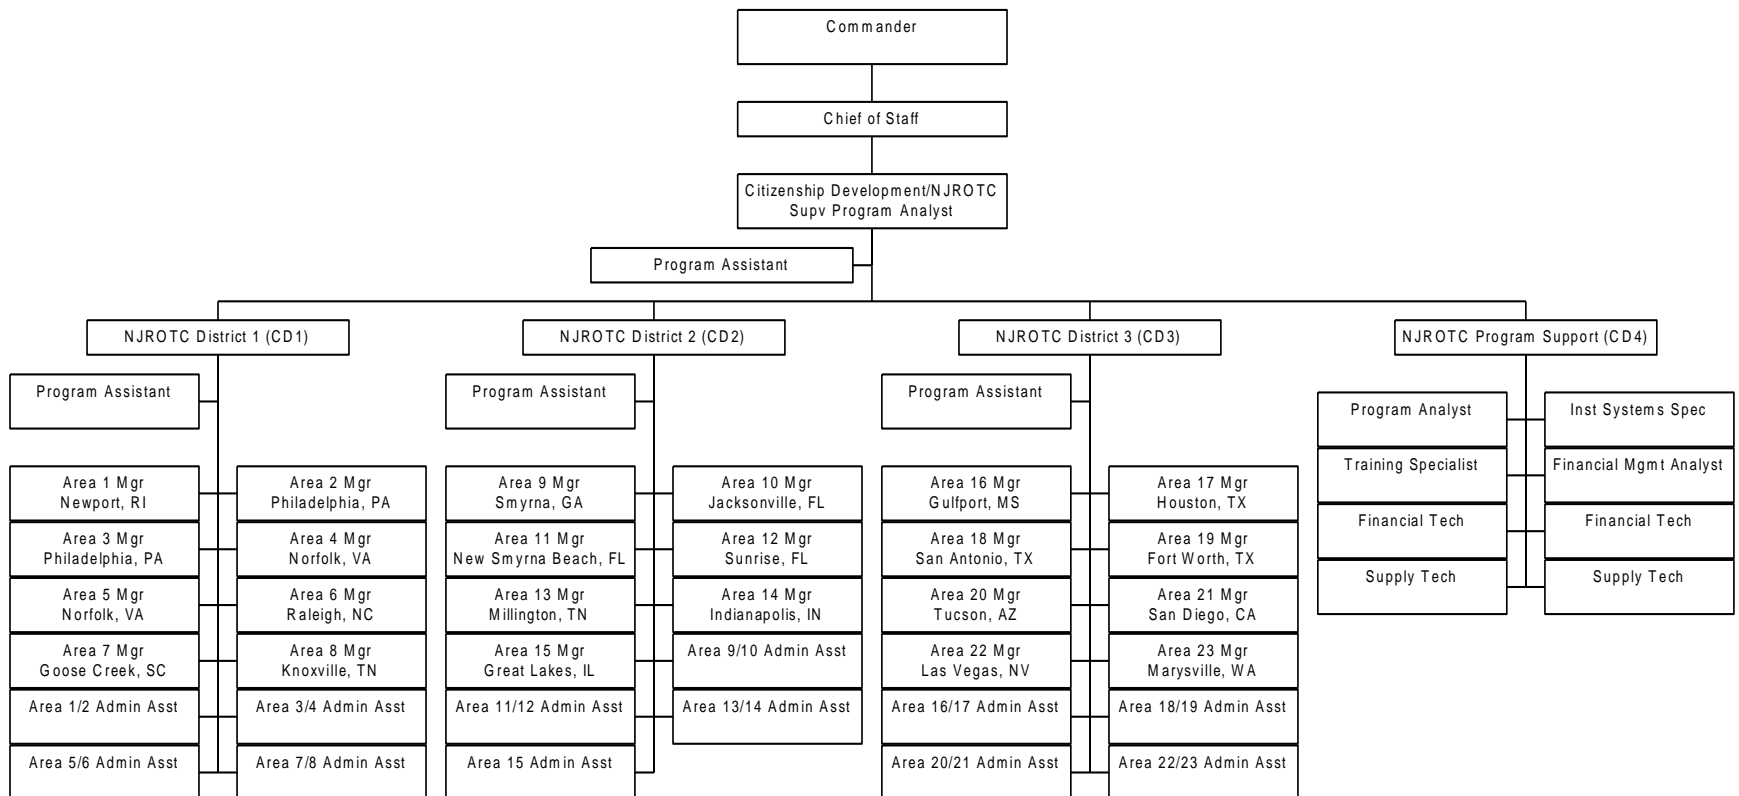 Commander
Chief of Staff
Citizenship Development/NJROTC
Supv Program Analyst
Program Assistant
NJROTC District 1 (CD1)
Program Assistant
Area 1 Mgr
Newport, RI
Area 2 Mgr
Philadelphia, PA
Area 3 Mgr
Philadelphia, PA
Area 4 Mgr
Norfolk, VA
Area 5 Mgr
Norfolk, VA
Area 6 Mgr
Raleigh, NC
Area 7 Mgr
Goose Creek, SC
Area 8 Mgr
Knoxville, TN
Area 1/2 Admin Asst
Area 3/4 Admin Asst
Area 5/6 Admin Asst
Area 7/8 Admin Asst
NJROTC District 2 (CD2)
Program Assistant
Area 9 Mgr
Smyrna, GA
Area 10 Mgr
Jacksonville, FL
Area 11 Mgr
New Smyrna Beach, FL
Area 12 Mgr
Sunrise, FL
Area 13 Mgr
Millington, TN
Area 14 Mgr
Indianapolis, IN
Area 15 Mgr
Great Lakes, IL
Area 9/10 Admin Asst
Area 11/12 Admin Asst
Area 13/14 Admin Asst
Area 15 Admin Asst
NJROTC District 3 (CD3)
Program Assistant
Area 16 Mgr
Gulfport, MS
Area 17 Mgr
Houston, TX
Area 18 Mgr
San Antonio, TX
Area 19 Mgr
Fort Worth, TX
Area 20 Mgr
Tucson, AZ
Area 21 Mgr
San Diego, CA
Area 22 Mgr
Las Vegas, NV
Area 23 Mgr
Marysville, WA
Area 16/17 Admin Asst
Area 18/19 Admin Asst
Area 20/21 Admin Asst
Area 22/23 Admin Asst
NJROTC Program Support (CD4)
Program Analyst
Inst Systems Spec
Training Specialist
Financial Mgmt Analyst
Financial Tech
Financial Tech
Supply Tech
Supply Tech